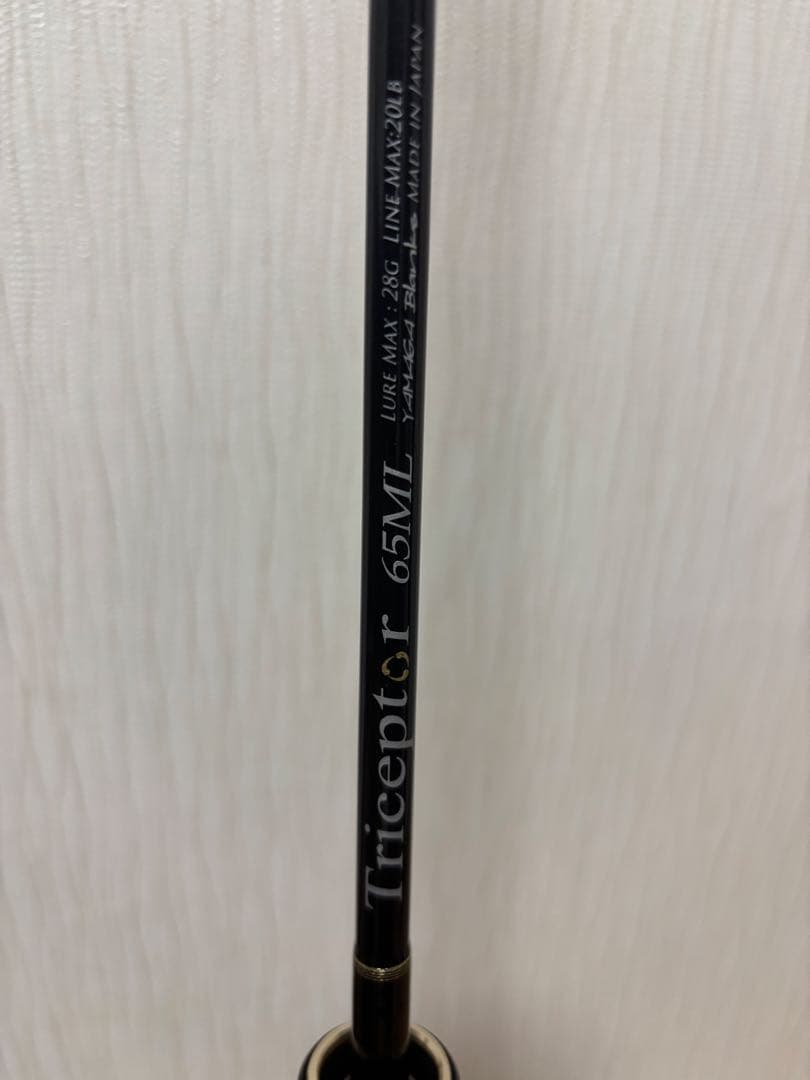 Triceptor 65ML
LURE MAX : 28G LINE MAX:20LB
YAMAGA Blanks MADE IN JAPAN